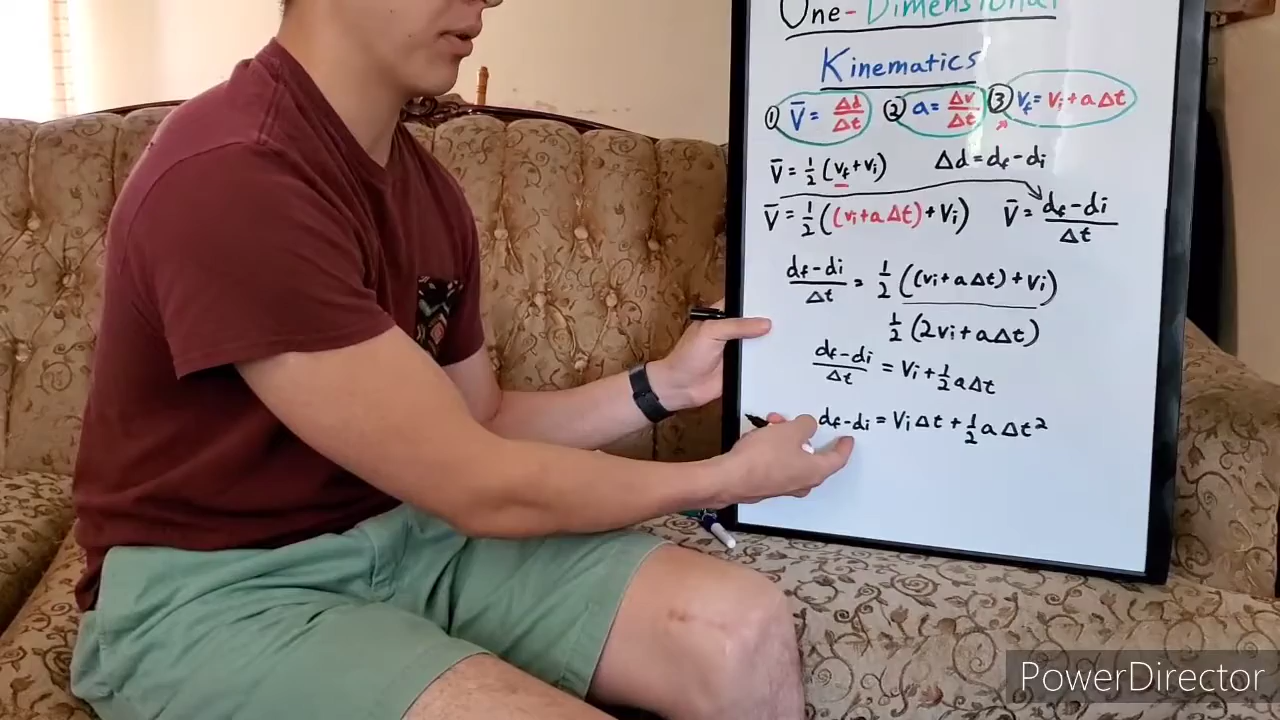 One-Dimensional
Kinematics
① V̅ = Δd/Δt ② a = Δv/Δt ③ Vf = Vi + aΔt
V̅ = 1/2 (Vf + Vi) Δd = df - di
V̅ = 1/2 ((Vi + aΔt) + Vi) V̅ = df - di/Δt
df - di/Δt = 1/2 ((Vi + aΔt) + Vi)
1/2 (2Vi + aΔt)
df - di/Δt = Vi + 1/2 aΔt
df - di = ViΔt + 1/2 aΔt²
PowerDirector